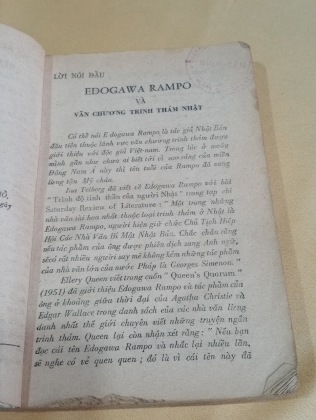 LỜI NÓI ĐẦU
EDOGAWA RAMPO
VÀ
VĂN CHƯƠNG TRINH THÁM NHẬT
Có thể nói Edogawa Rampo là tác giả Nhật Bản
đầu tiên thuộc lãnh vực văn chương trinh thám được
giới thiệu với độc giả Việt-nam. Trong lúc ở nước
mình gần như chưa ai biết tới vì sao sáng của miền
Đông Nam Á này thì tên tuổi của Rampo đã vang
lừng tận Mỹ châu.
đã viết về Edogawa Rampo với bài
“Trinh độ tinh thần của người Nhật” trong tạp chí
Saturday Review of Literature : “Một trong những
nhà văn tài hoa nhất thuộc loại trinh thám ở Nhật là
Edogawa Rampo, người hiện giữ chức Chủ Tịch Hiệp
Hội Các Nhà Văn Bí Mật Nhật Bản. Chắc chắn rằng
nếu tác phẩm của ông được phiên dịch sang Anh ngữ,
sẽ có rất nhiều người say mê không kém những tác phẩm
của nhà văn lừa của nước Pháp là Georges Simenon.”
Ellery Queen viết trong cuốn “Queen's Quorum”
(1951) đã giới thiệu Edogawa Rampo và tác phẩm của
ông ở khoảng giữa thời đại của Agatha Christie và
Edgar Wallace trong danh sách của các nhà văn lừng
danh nhất thế giới chuyên viết những truyện ngắn
trinh thám. Queen lại còn nhận xét rằng : “Nếu bạn
đọc cái tên Edogawa Rampo và nhắc lại nhiều lần,
sẽ nghe có vẻ quen quen ; đó là vì cái tên này đã